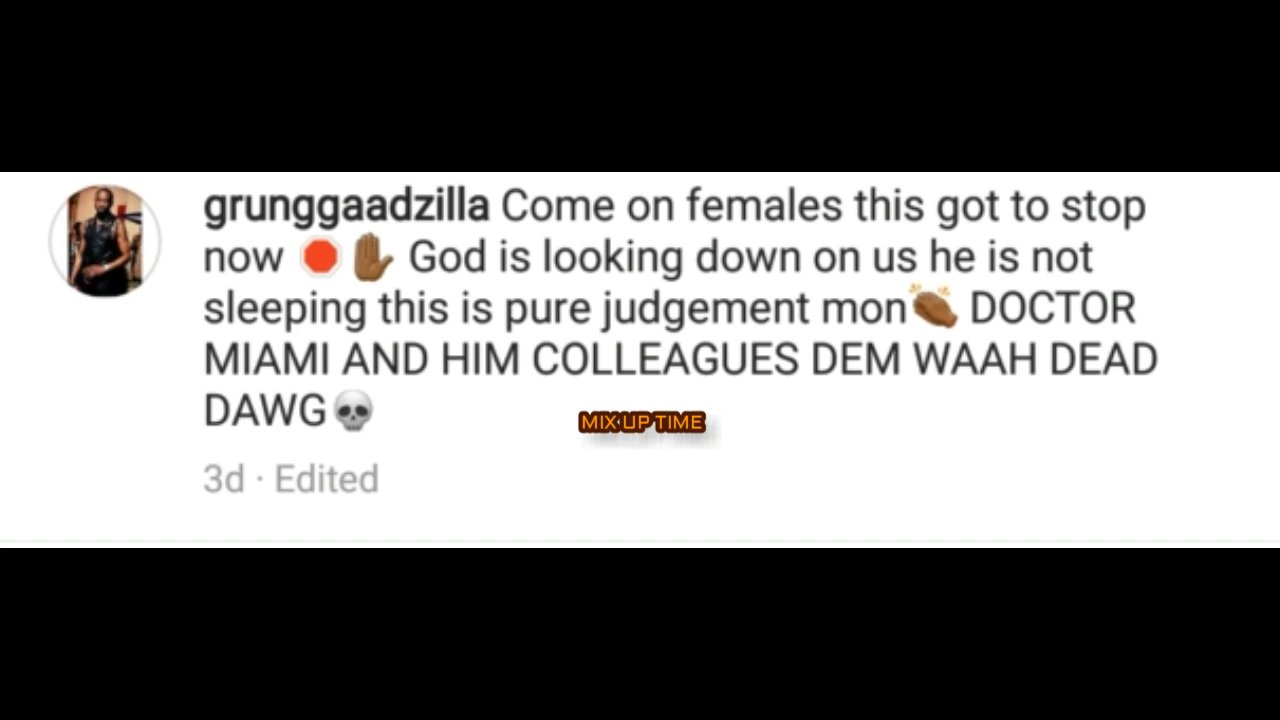 grunggaadzilla Come on females this got to stop
now 🛑✋🏾 God is looking down on us he is not
sleeping this is pure judgement mon👏🏾 DOCTOR
MIAMI AND HIM COLLEAGUES DEM WAAH DEAD
DAWG💀
MIX UP TIME
3d · Edited